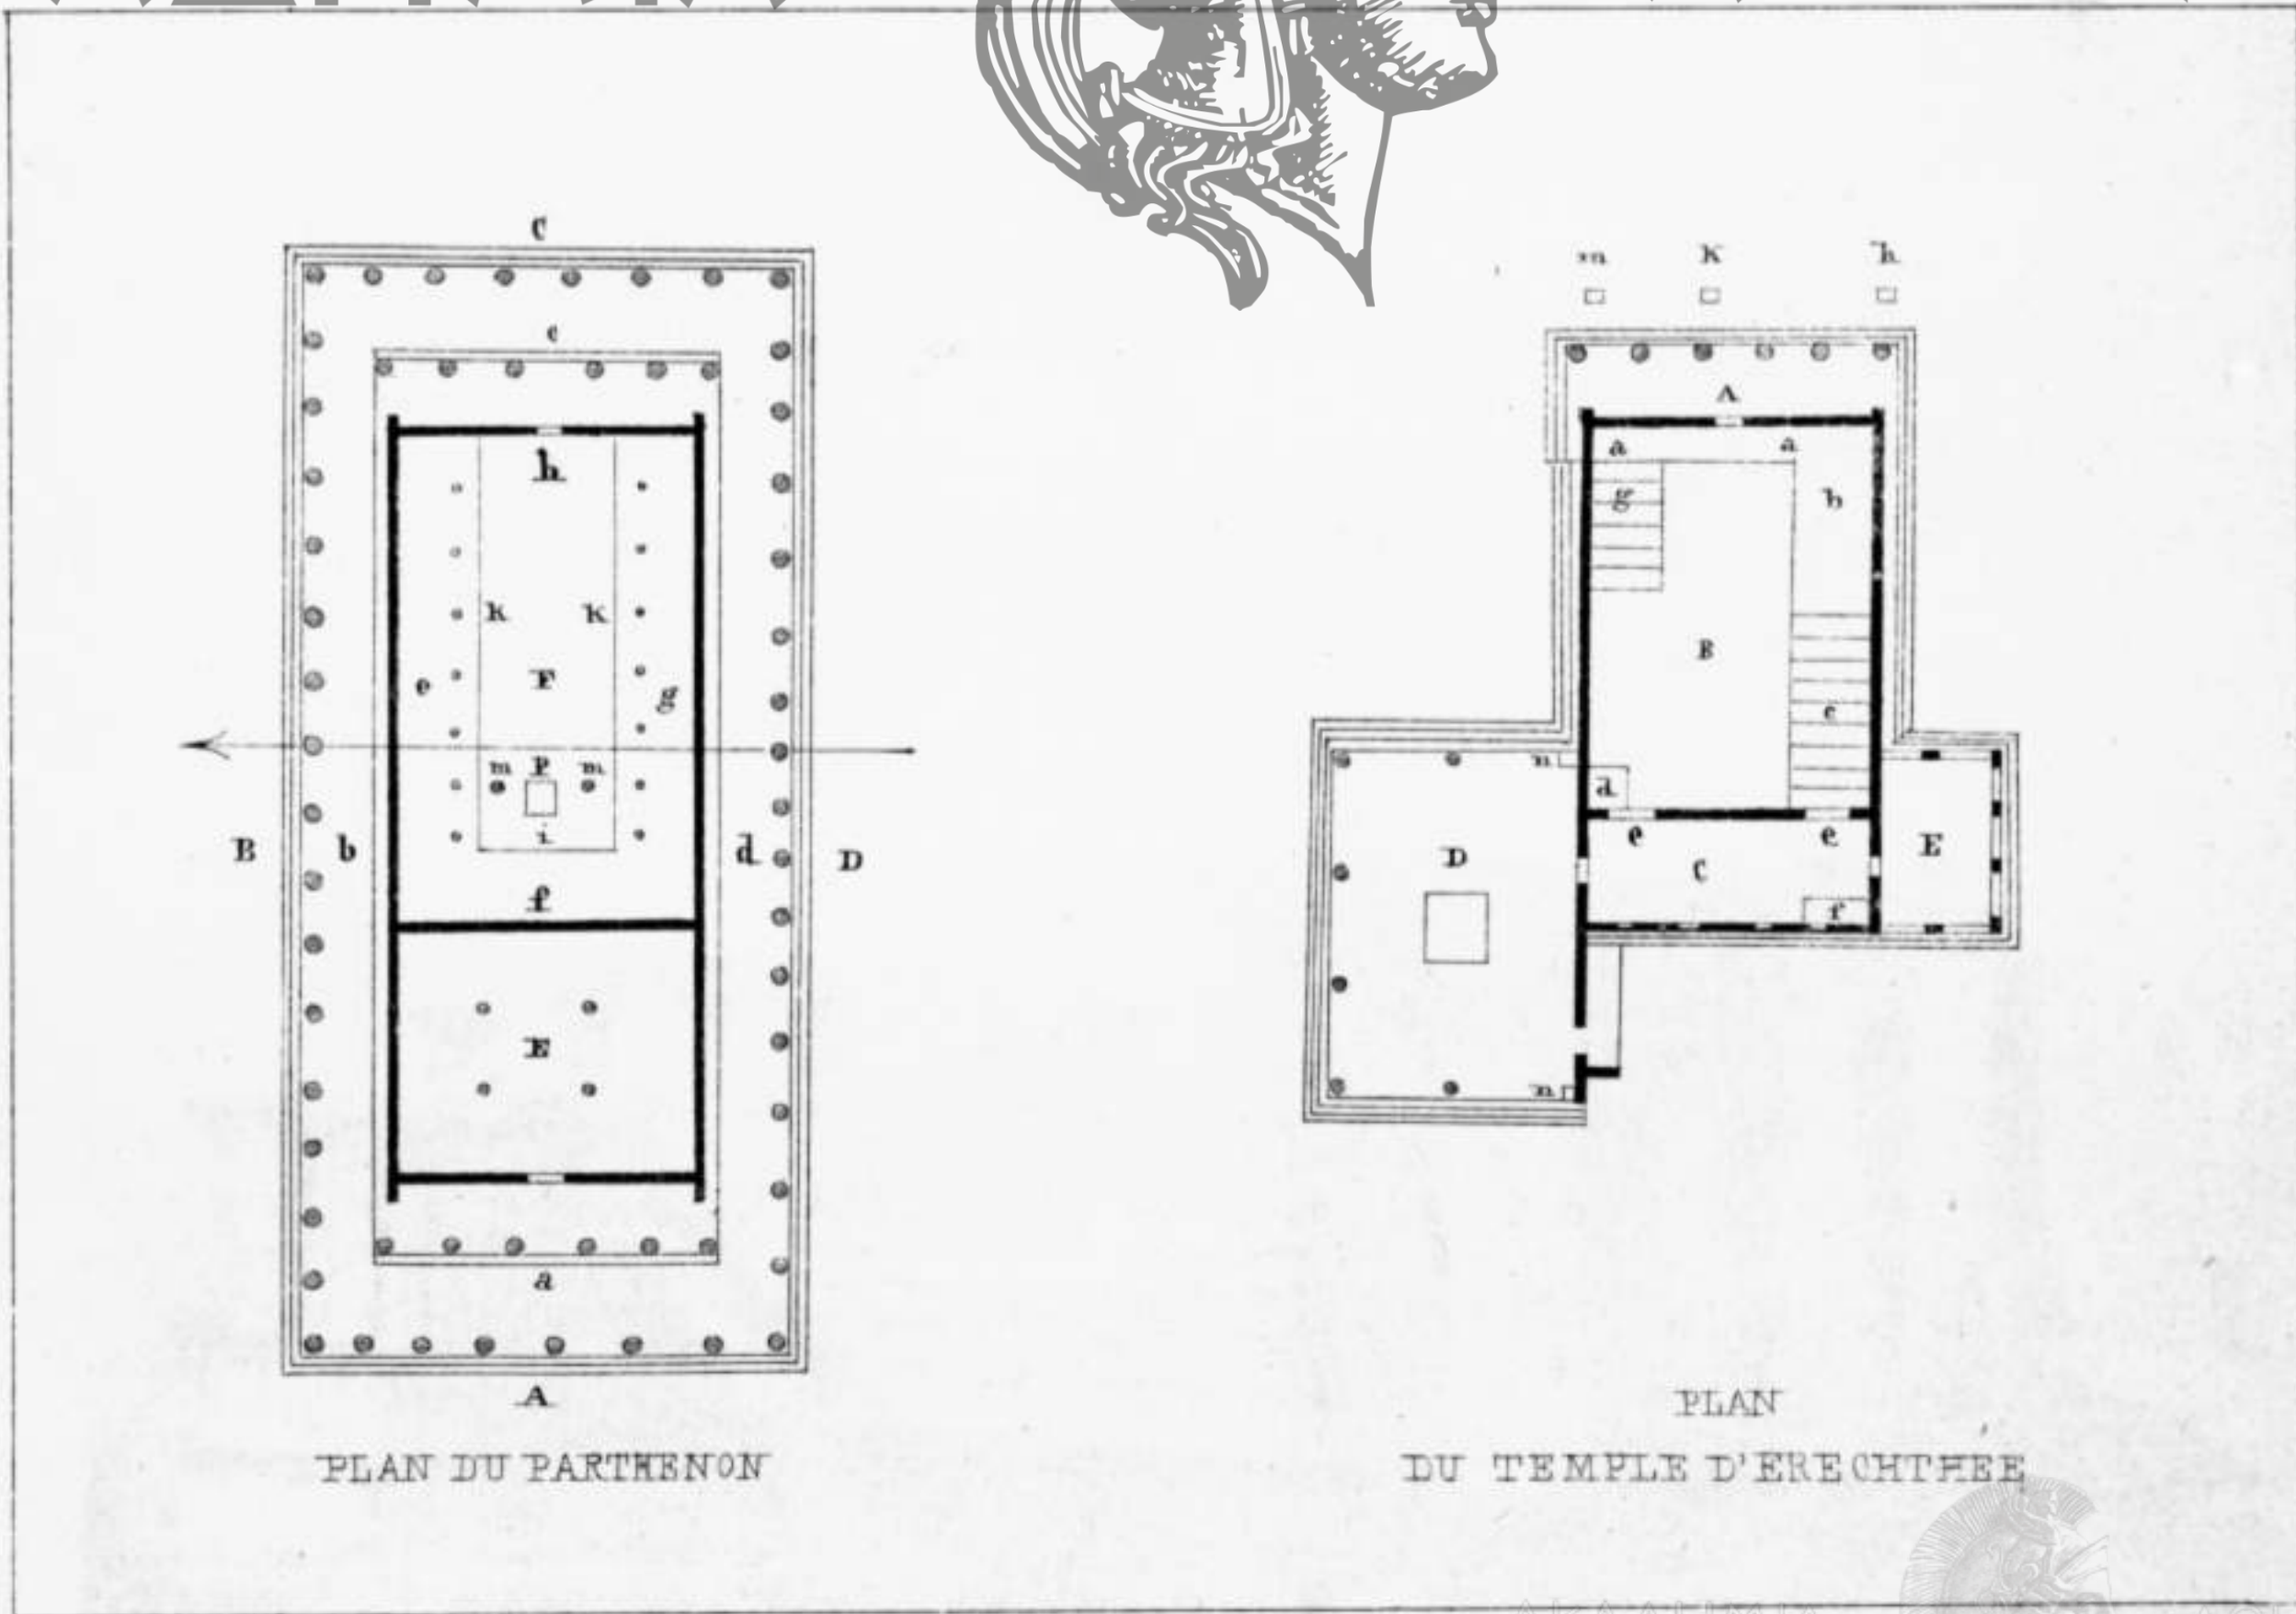 C
c
h
K K
e F g
m P m
i
B b d D
f
E
a
A
PLAN DU PARTHENON
m K h
A
a a
g b
B
c
n d
e e
D C E
f
n
PLAN
DU TEMPLE D'ERECHTHEE